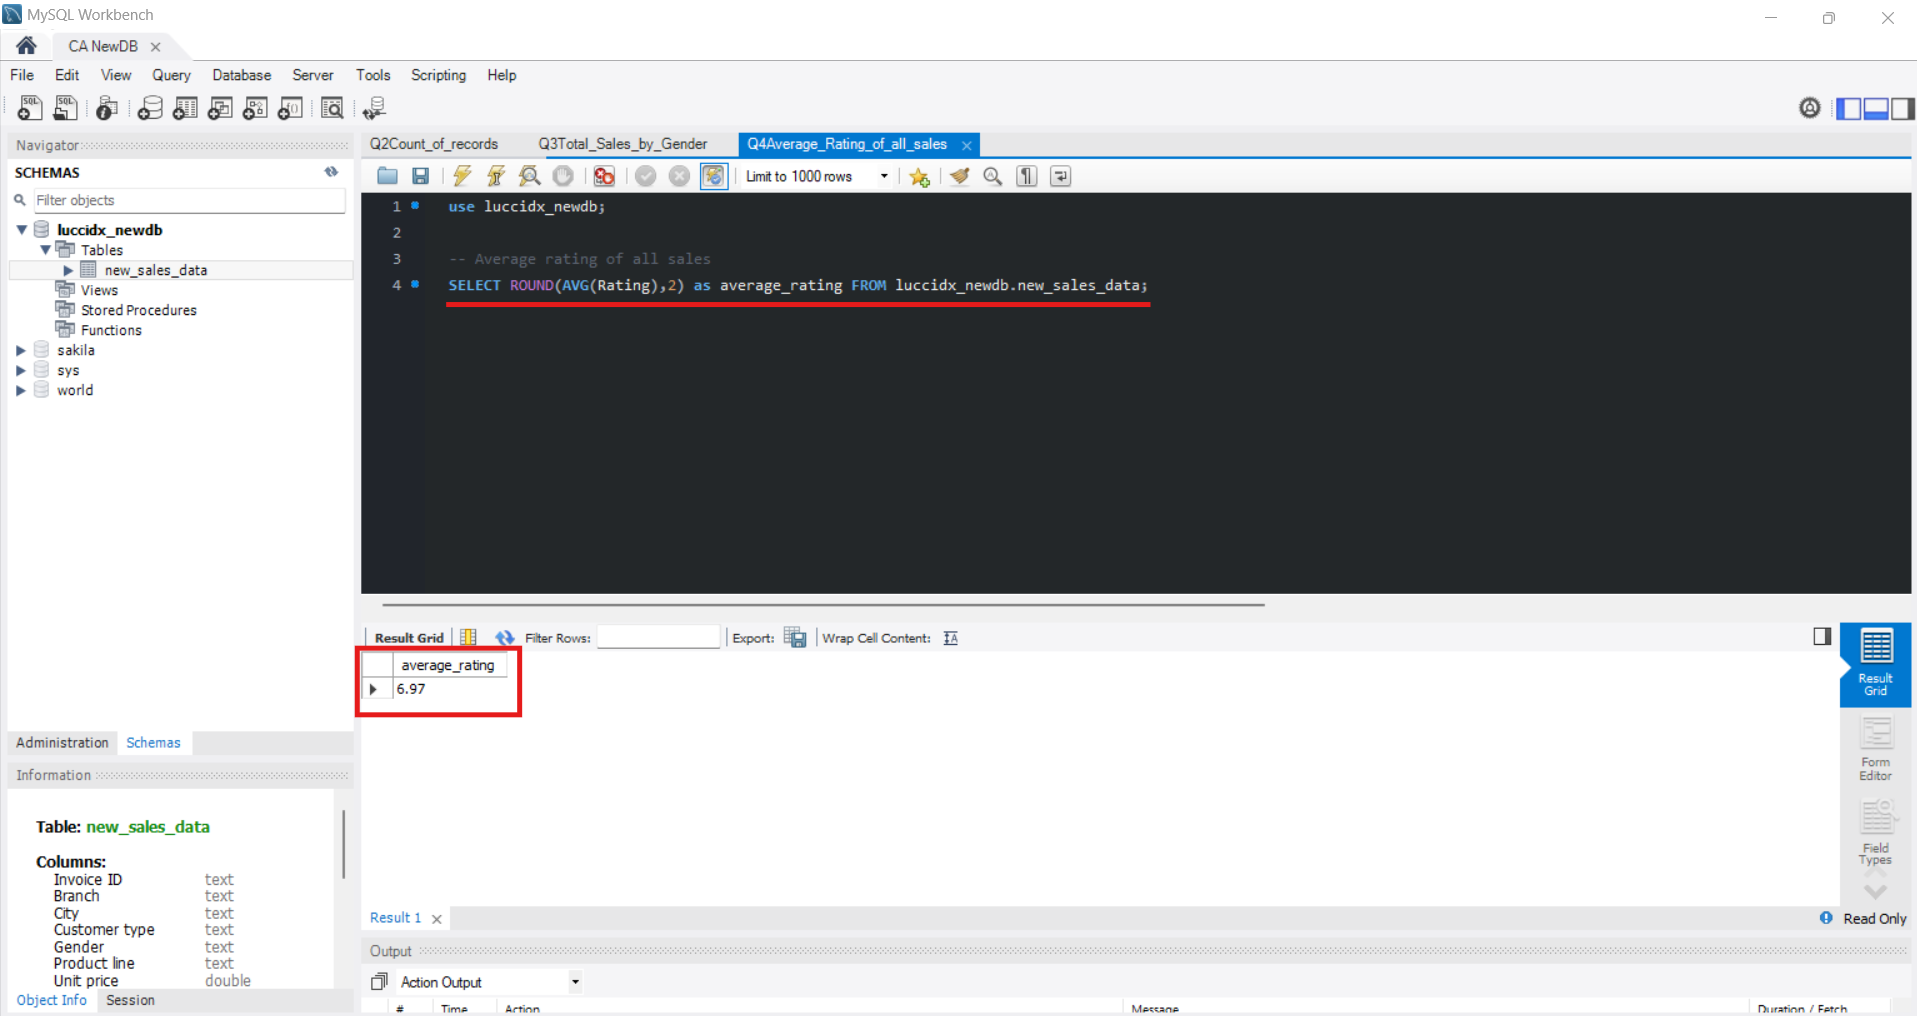 MySQL Workbench
CA NewDB
File Edit View Query Database Server Tools Scripting Help
Navigator
SCHEMAS
Filter objects
luccidx_newdb
Tables
new_sales_data
Views
Stored Procedures
Functions
sakila
sys
world
Administration Schemas
Information
Table: new_sales_data
Columns:
Invoice ID text
Branch text
City text
Customer type text
Gender text
Product line text
Unit price double
Object Info Session
Q2Count_of_records Q3Total_Sales_by_Gender Q4Average_Rating_of_all_sales
Limit to 1000 rows
1 use luccidx_newdb;
2
3 -- Average rating of all sales
4 SELECT ROUND(AVG(Rating),2) as average_rating FROM luccidx_newdb.new_sales_data;
Result Grid Filter Rows: Export: Wrap Cell Content:
average_rating
6.97
Result Grid
Form Editor
Field Types
Result 1
Read Only
Output
Action Output
# Time Action Message Duration / Fetch